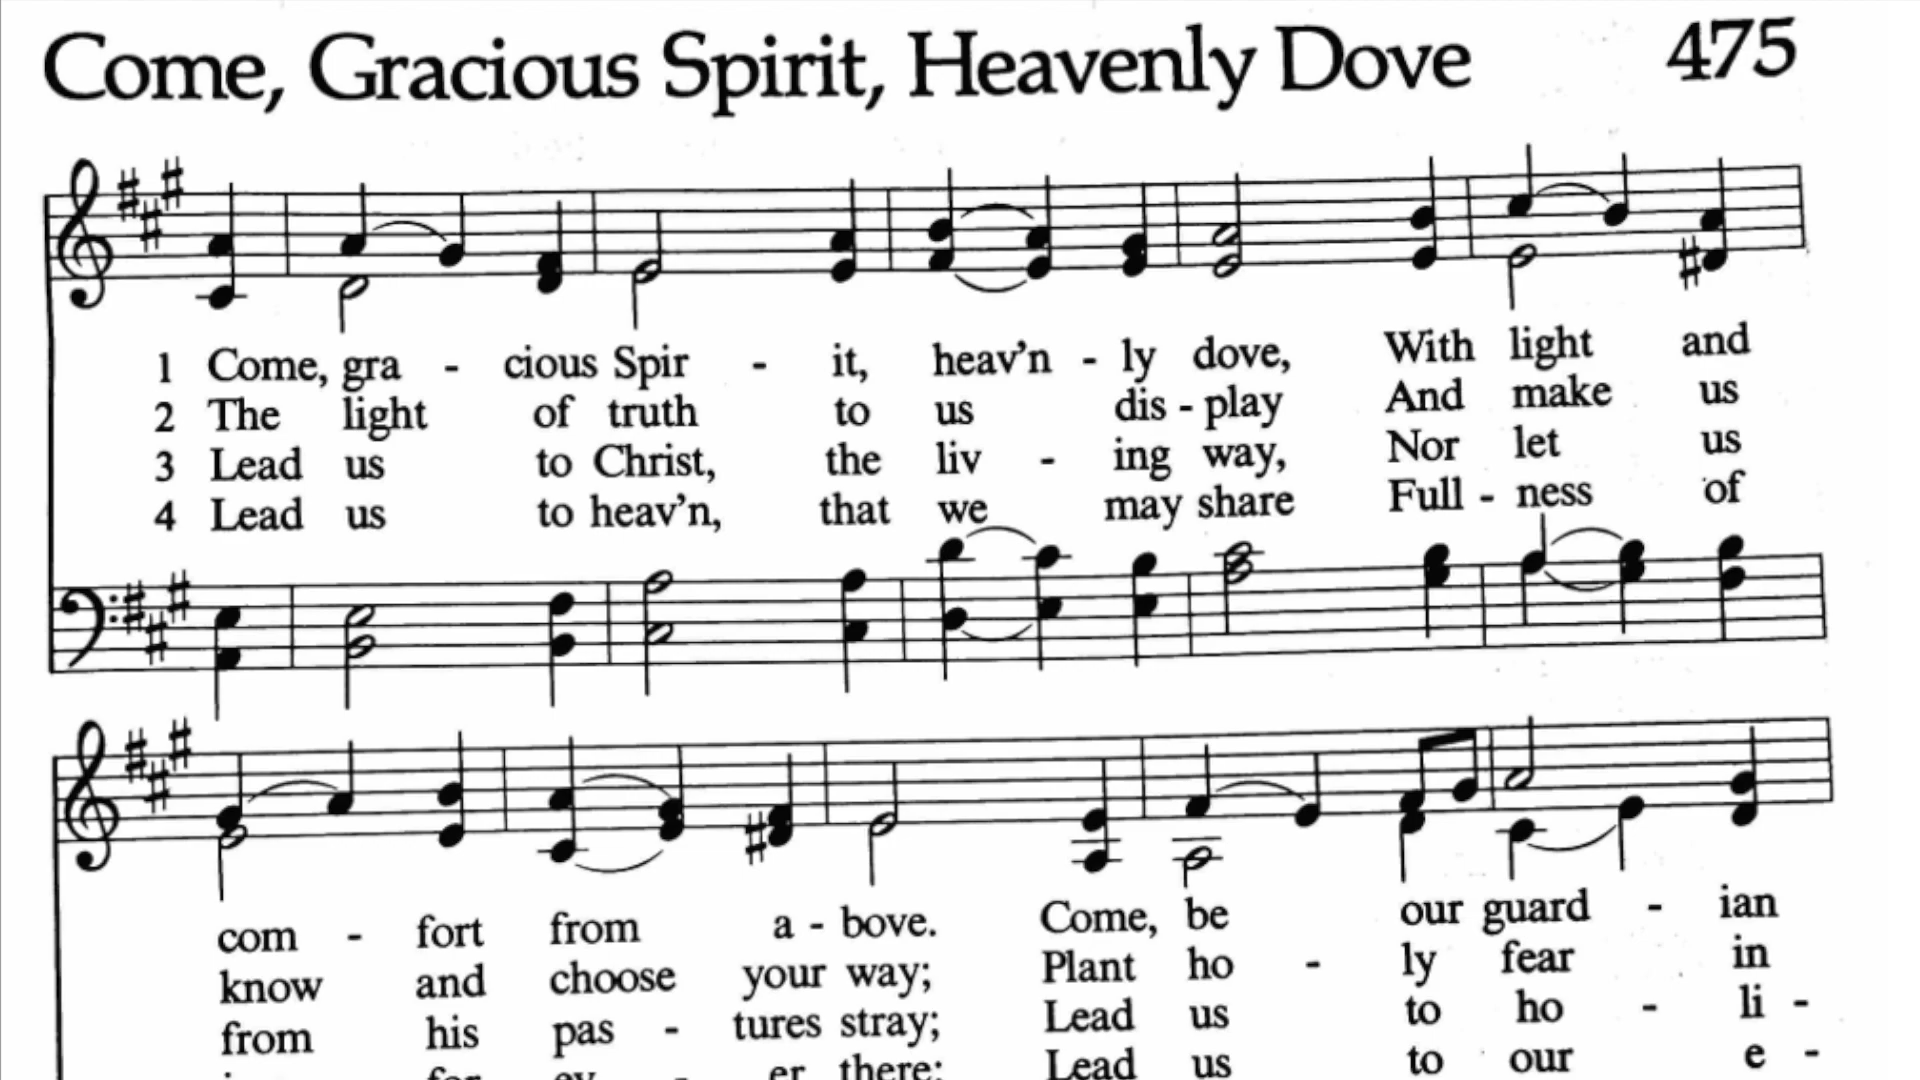 Come, Gracious Spirit, Heavenly Dove 475
1 Come, gra - cious Spir - it, heav'n - ly dove, With light and
2 The light of truth to us dis - play And make us
3 Lead us to Christ, the liv - ing way, Nor let us
4 Lead us to heav'n, that we may share Full - ness of
com - fort from a - bove. Come, be our guard - ian
know and choose your way; Plant ho - ly fear in
from his pas - tures stray; Lead us to ho - li -
er there: Lead us to our e -